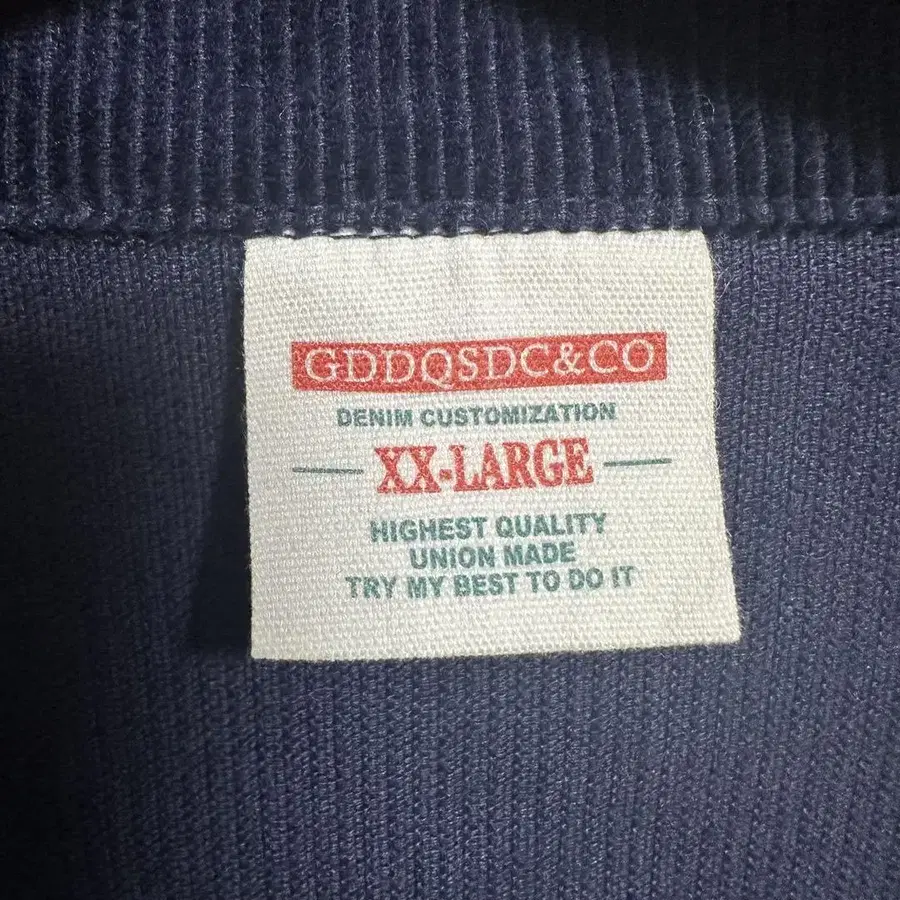 GDDQSDC&CO
DENIM CUSTOMIZATION
XX-LARGE
HIGHEST QUALITY
UNION MADE
TRY MY BEST TO DO IT